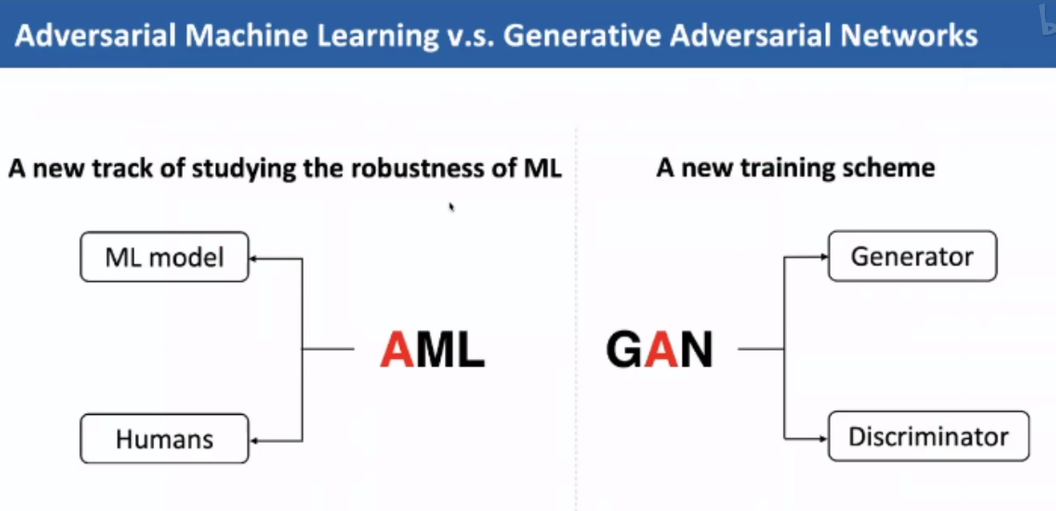 Adversarial Machine Learning v.s. Generative Adversarial Networks
A new track of studying the robustness of ML
ML model
AML
Humans
A new training scheme
Generator
GAN
Discriminator